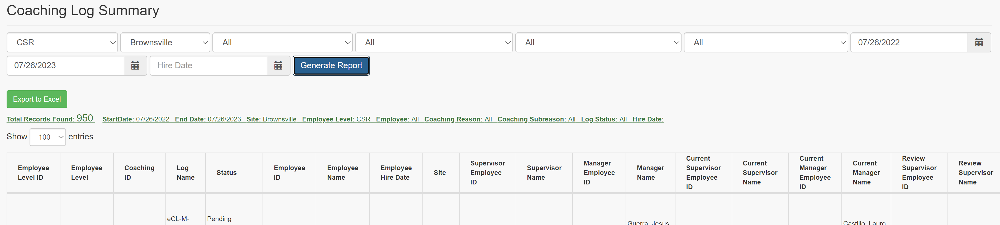 Coaching Log Summary
CSR Brownsville All All All All 07/26/2022
07/26/2023 Hire Date Generate Report
Export to Excel
Total Records Found: 950 StartDate: 07/26/2022 End Date: 07/26/2023 Site: Brownsville Employee Level: CSR Employee: All Coaching Reason: All Coaching Subreason: All Log Status: All Hire Date:
Show 100 entries
Employee Level ID
Employee Level
Coaching ID
Log Name
Status
Employee ID
Employee Name
Employee Hire Date
Site
Supervisor Employee ID
Supervisor Name
Manager Employee ID
Manager Name
Current Supervisor Employee ID
Current Supervisor Name
Current Manager Employee ID
Current Manager Name
Review Supervisor Employee ID
Review Supervisor Name
eCL-M-
Pending
Guerra, Jesus
Castillo, Lauro